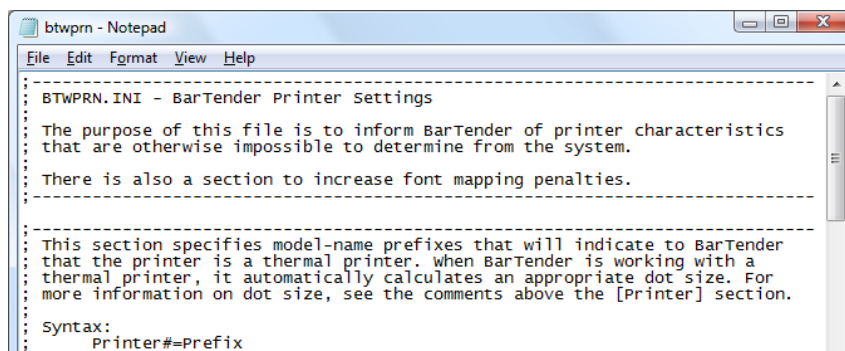 btwprn - Notepad
File Edit Format View Help
;-------------------------------------------------------------------------------
; BTWPRN.INI - BarTender Printer Settings
;
; The purpose of this file is to inform BarTender of printer characteristics
; that are otherwise impossible to determine from the system.
;
; There is also a section to increase font mapping penalties.
;-------------------------------------------------------------------------------
;-------------------------------------------------------------------------------
; This section specifies model-name prefixes that will indicate to BarTender
; that the printer is a thermal printer. When BarTender is working with a
; thermal printer, it automatically calculates an appropriate dot size. For
; more information on dot size, see the comments above the [Printer] section.
;
; Syntax:
;      Printer#=Prefix